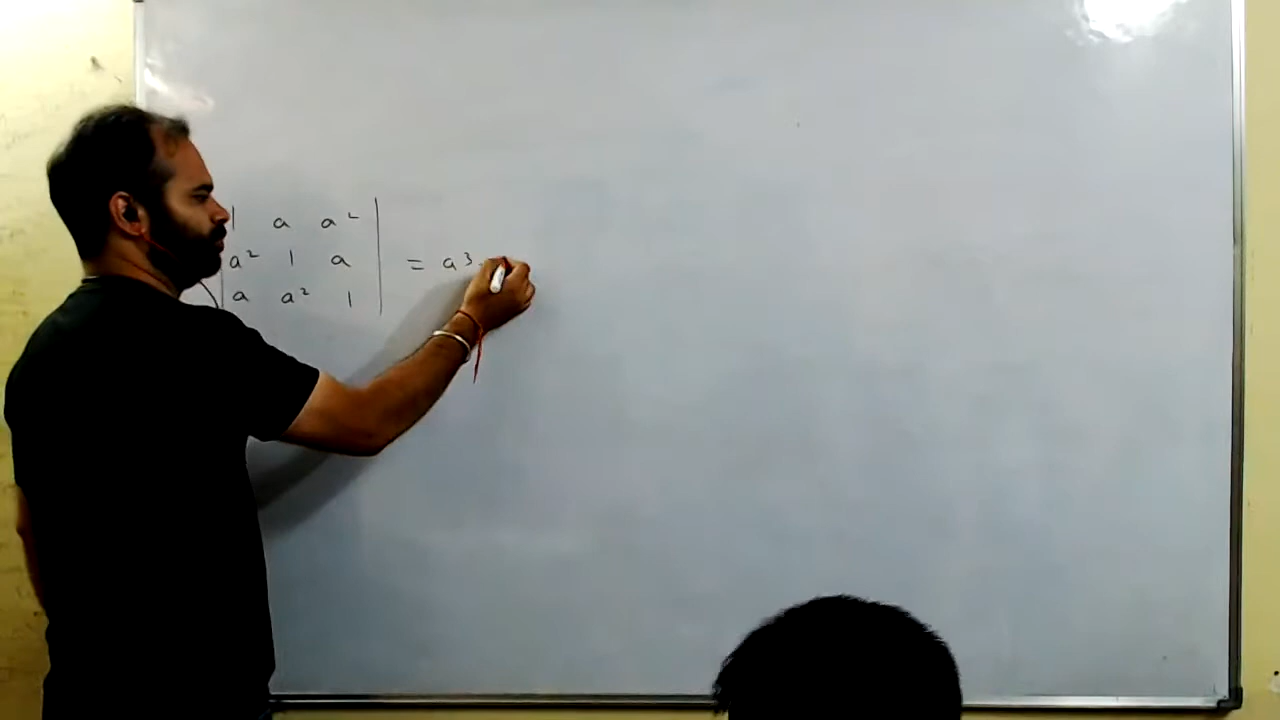 1 a a²
a² 1 a = a³
a a² 1